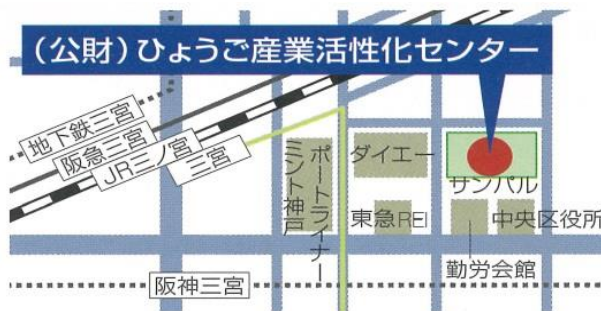 （公財）ひょうご産業活性化センター
地下鉄三宮
阪急三宮
JR三ノ宮
三宮
ミント神戸
ポートライナー
ダイエー
サンパル
東急REI
中央区役所
勤労会館
阪神三宮